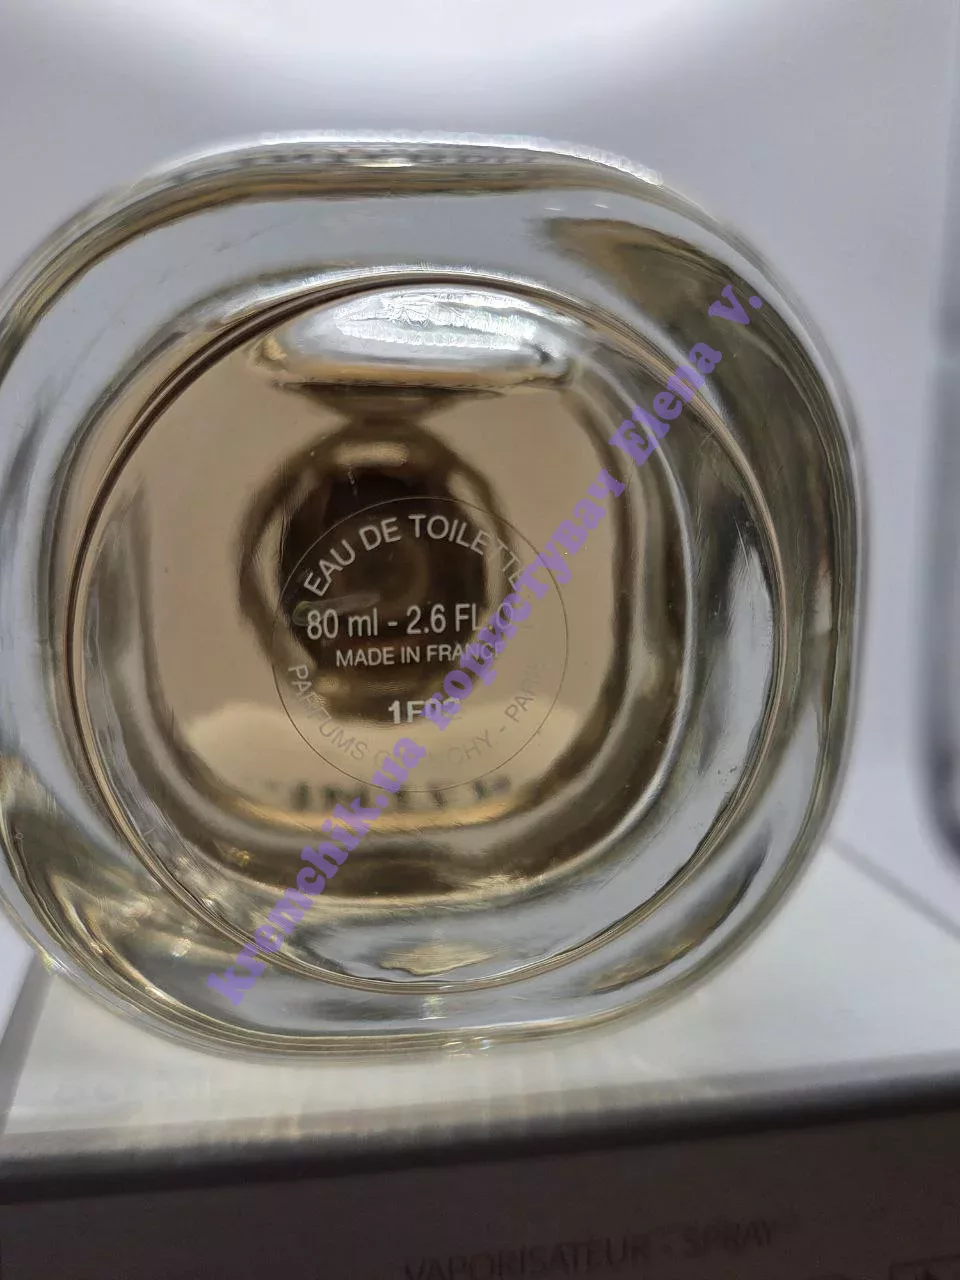 EAU DE TOILETTE
80 ml - 2.6 FL.
MADE IN FRANCE
PARFUMS GIVENCHY - PARIS
kremchik.ua користувач Elena v.
VAPORISATEUR - SPRAY